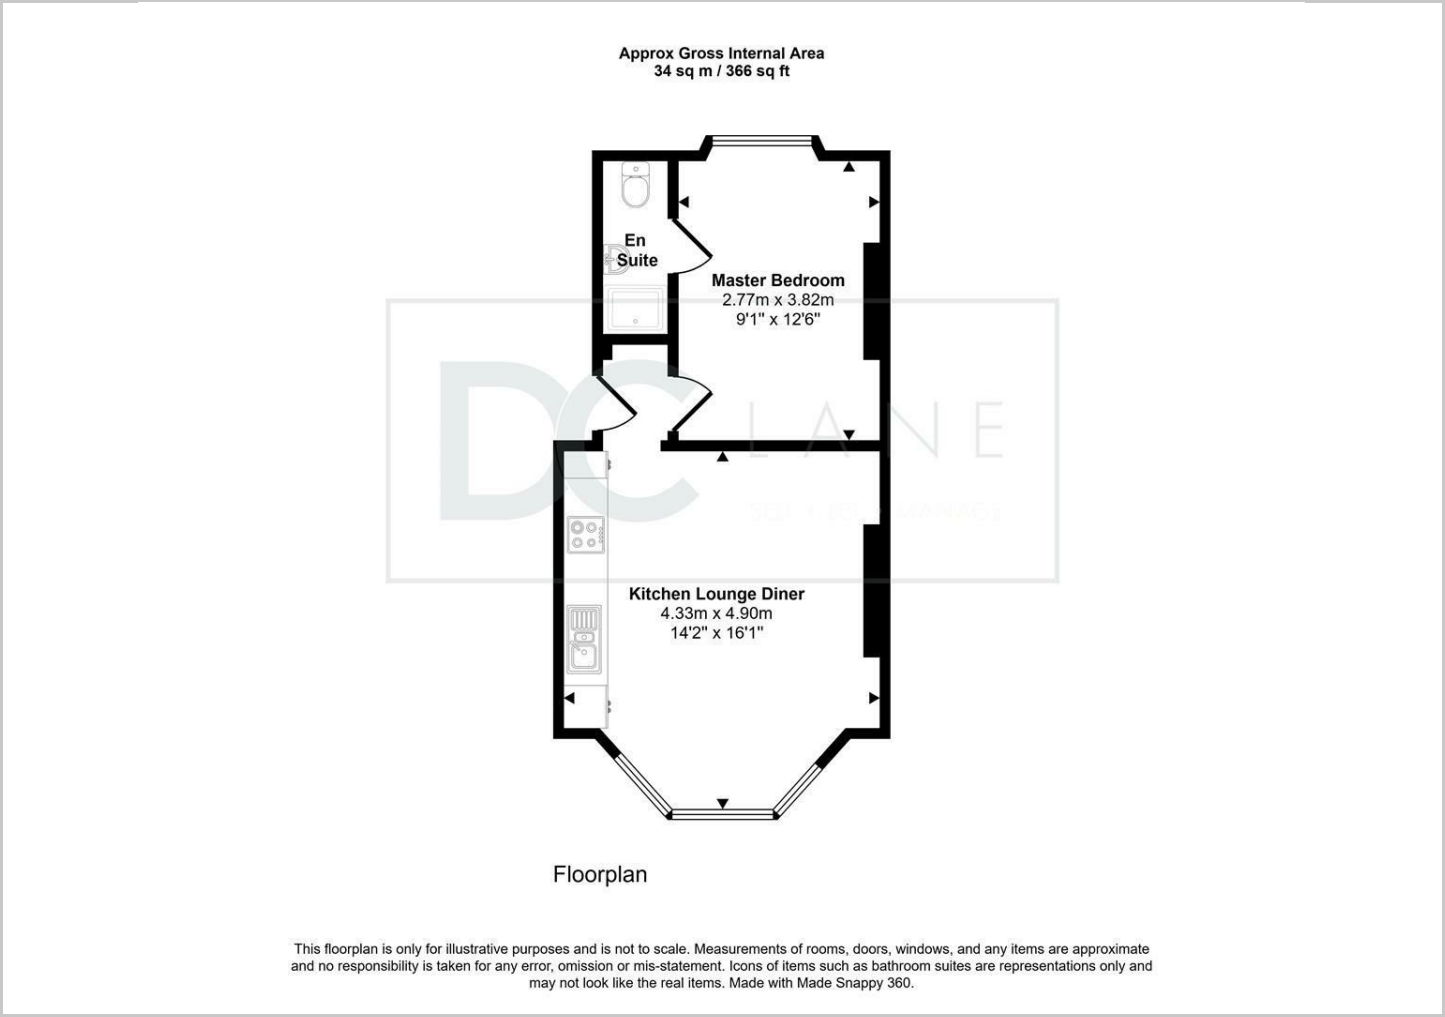 Approx Gross Internal Area
34 sq m / 366 sq ft
En
Suite
Master Bedroom
2.77m x 3.82m
9'1" x 12'6"
DC
LANE
Kitchen Lounge Diner
4.33m x 4.90m
14'2" x 16'1"
Floorplan
This floorplan is only for illustrative purposes and is not to scale. Measurements of rooms, doors, windows, and any items are approximate
and no responsibility is taken for any error, omission or mis-statement. Icons of items such as bathroom suites are representations only and
may not look like the real items. Made with Made Snappy 360.